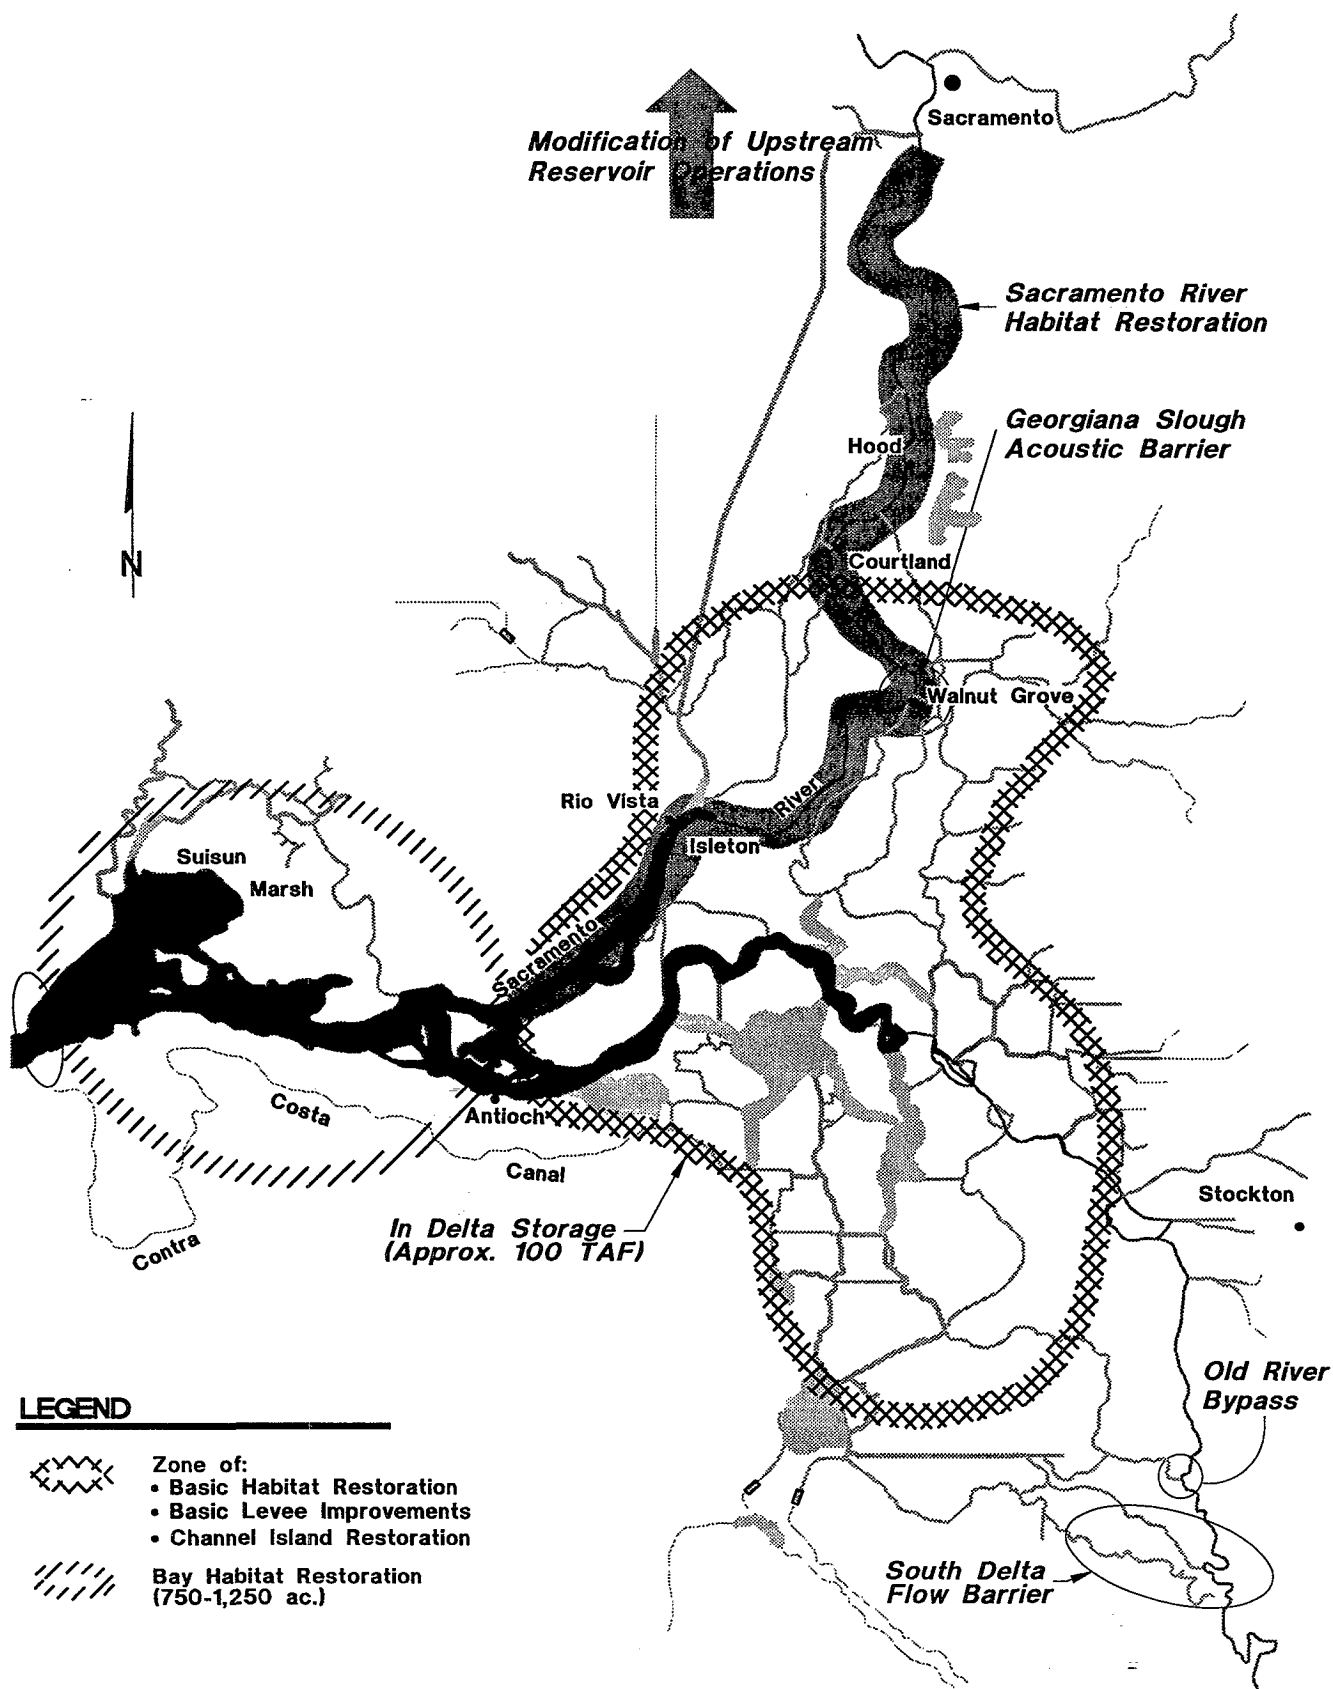 Sacramento
Modification of Upstream
Reservoir Operations
Sacramento River
Habitat Restoration
Georgiana Slough
Acoustic Barrier
Hood
N
Courtland
Walnut Grove
Rio Vista
River
Isleton
Suisun
Marsh
Sacramento
Costa
Antioch
Canal
Contra
Stockton
In Delta Storage
(Approx. 100 TAF)
Old River
Bypass
LEGEND
Zone of:
• Basic Habitat Restoration
• Basic Levee Improvements
• Channel Island Restoration
Bay Habitat Restoration
(750-1,250 ac.)
South Delta
Flow Barrier